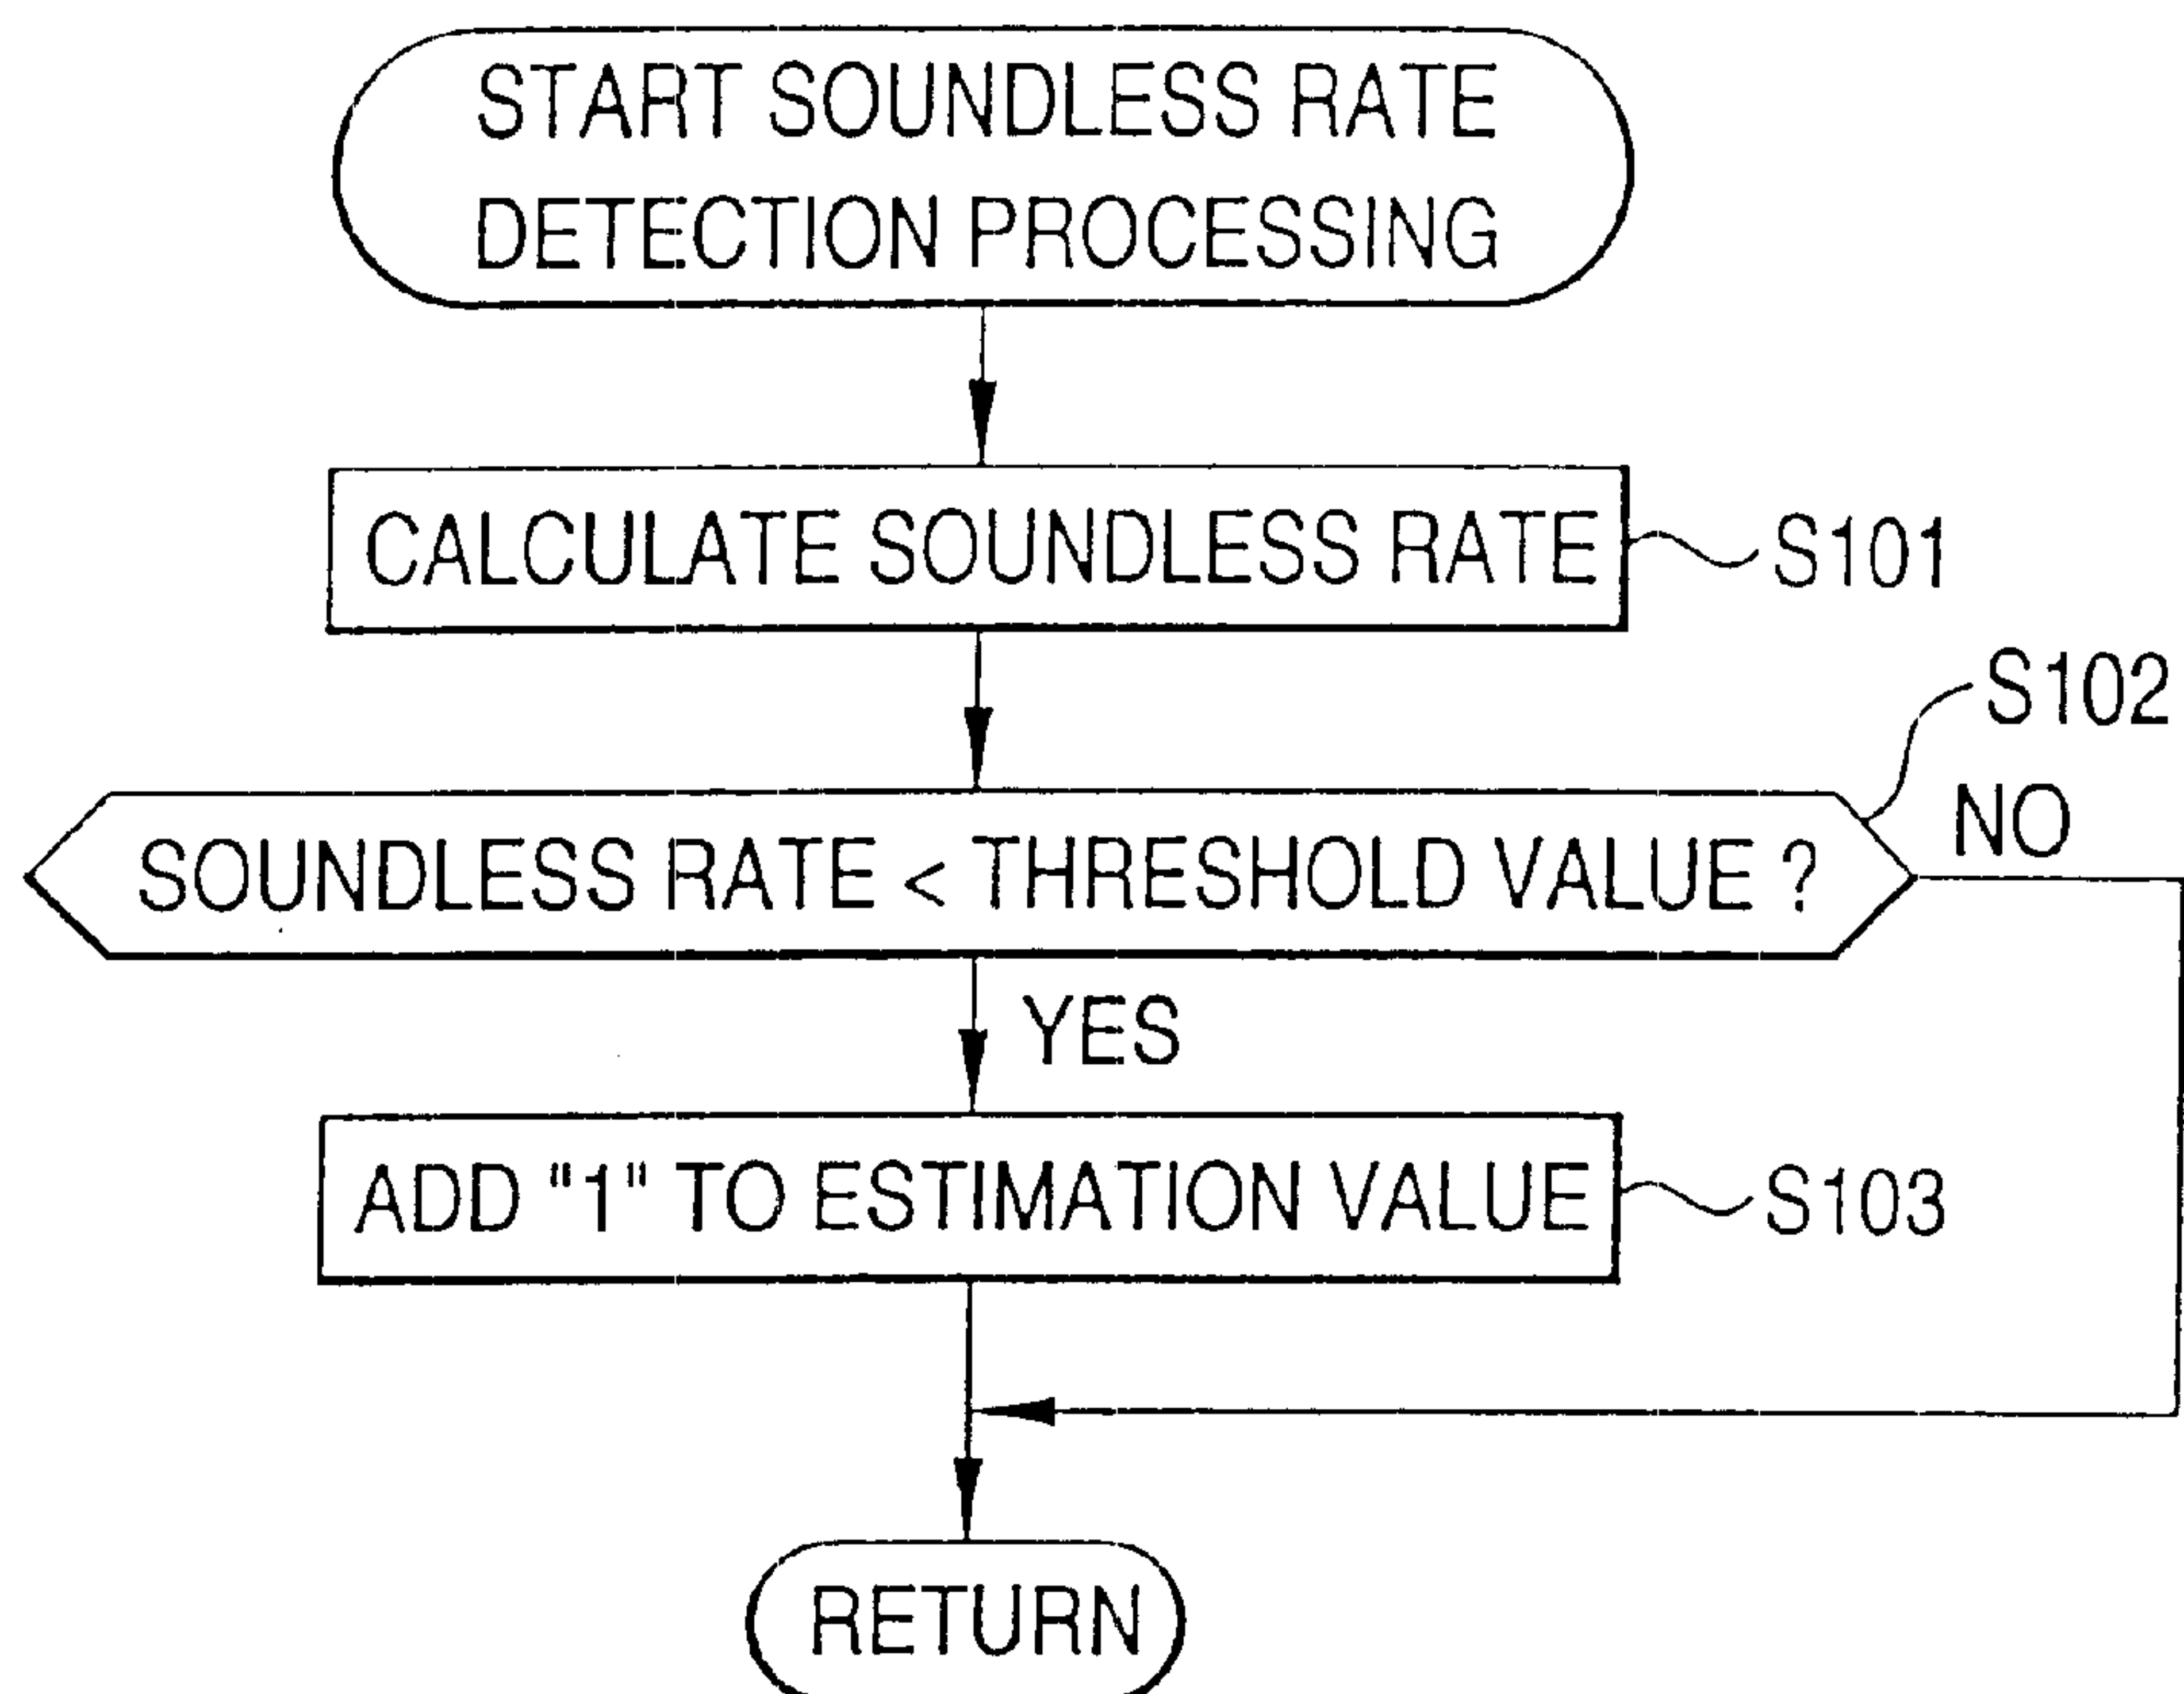 START SOUNDLESS RATE
DETECTION PROCESSING
CALCULATE SOUNDLESS RATE
S101
S102
NO
SOUNDLESS RATE < THRESHOLD VALUE ?
YES
ADD "1" TO ESTIMATION VALUE
S103
RETURN